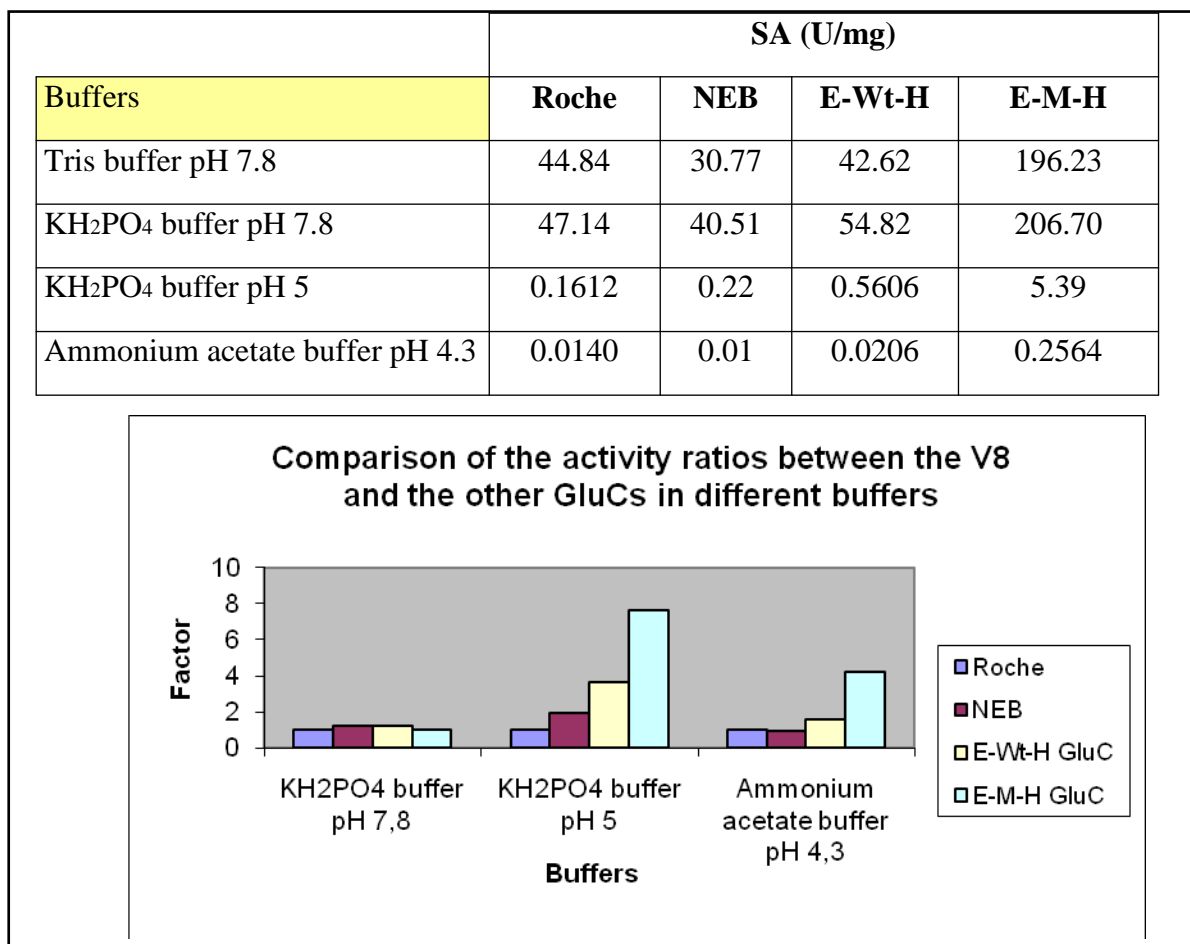 SA (U/mg)
Buffers Roche NEB E-Wt-H E-M-H
Tris buffer pH 7.8 44.84 30.77 42.62 196.23
KH2PO4 buffer pH 7.8 47.14 40.51 54.82 206.70
KH2PO4 buffer pH 5 0.1612 0.22 0.5606 5.39
Ammonium acetate buffer pH 4.3 0.0140 0.01 0.0206 0.2564
Comparison of the activity ratios between the V8
and the other GluCs in different buffers
Factor
10
8
6
4
2
0
KH2PO4 buffer
pH 7,8
KH2PO4 buffer
pH 5
Ammonium
acetate buffer
pH 4,3
Buffers
Roche
NEB
E-Wt-H GluC
E-M-H GluC